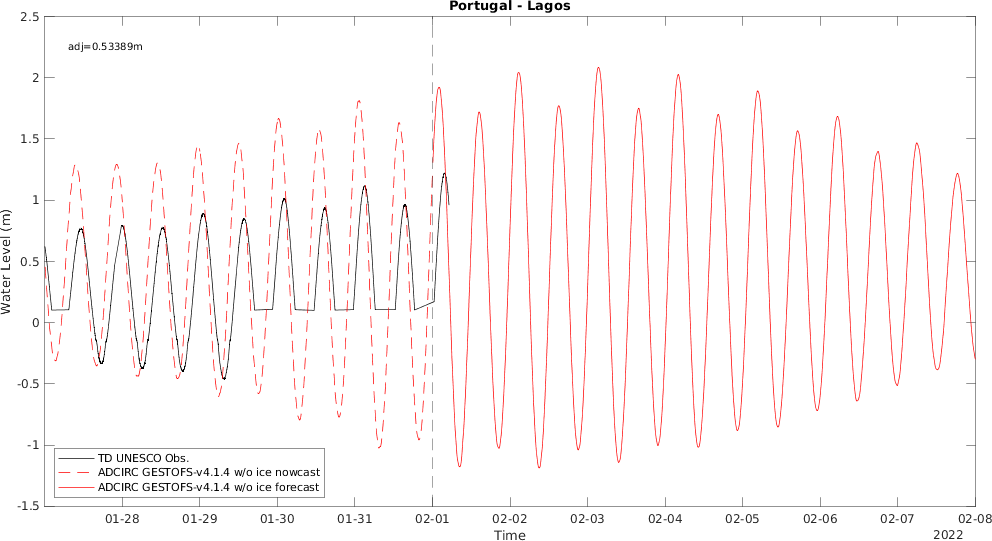 Portugal - Lagos
adj=0.53389m
Water Level (m)
2.5
2
1.5
1
0.5
0
-0.5
-1
-1.5
TD UNESCO Obs.
ADCIRC GESTOFS-v4.1.4 w/o ice nowcast
ADCIRC GESTOFS-v4.1.4 w/o ice forecast
01-28 01-29 01-30 01-31 02-01 02-02 02-03 02-04 02-05 02-06 02-07 02-08
Time
2022